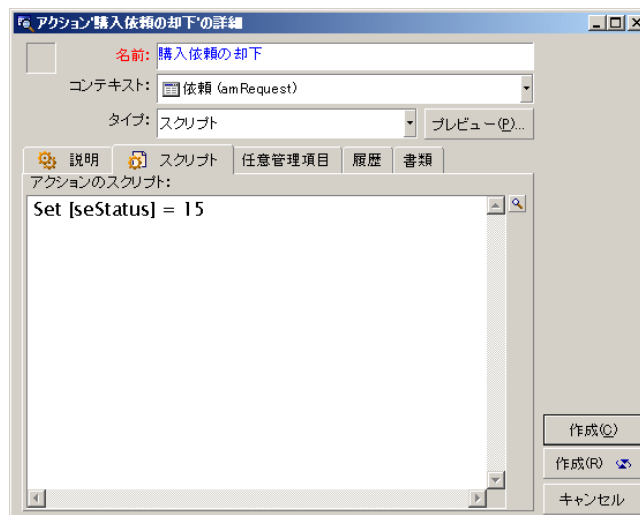 アクション'購入依頼の却下'の詳細
名前: 購入依頼の却下
コンテキスト: 依頼 (amRequest)
タイプ: スクリプト プレビュー(P)...
説明 スクリプト 任意管理項目 履歴 書類
アクションのスクリプト:
Set [seStatus] = 15
作成(C)
作成(R)
キャンセル